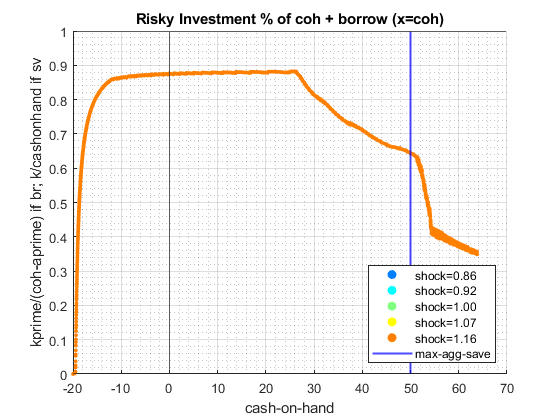 Risky Investment % of coh + borrow (x=coh)
1
0.9
0.8
0.7
0.6
0.5
0.4
0.3
0.2
0.1
0
kprime/(coh-aprime) if br; k/cashonhand if sv
-20 -10 0 10 20 30 40 50 60 70
cash-on-hand
shock=0.86
shock=0.92
shock=1.00
shock=1.07
shock=1.16
max-agg-save